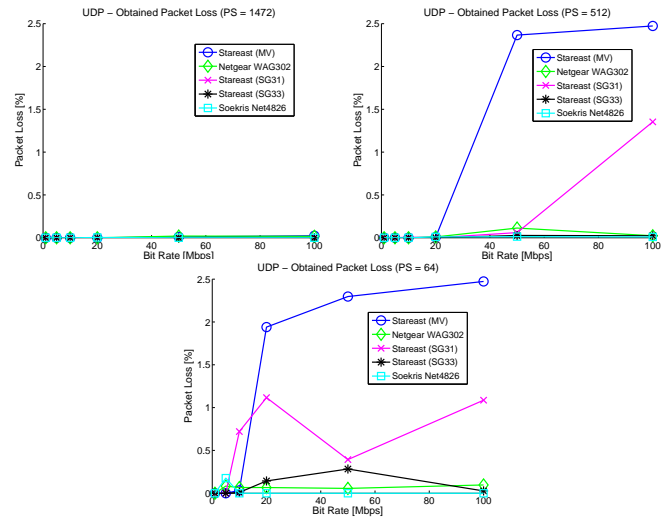 UDP − Obtained Packet Loss (PS = 1472)
2.5
2
1.5
1
0.5
0
Packet Loss [%]
Stareast (MV)
Netgear WAG302
Stareast (SG31)
Stareast (SG33)
Soekris Net4826
0 20 40 60 80 100
Bit Rate [Mbps]
UDP − Obtained Packet Loss (PS = 512)
2.5
2
1.5
1
0.5
0
Packet Loss [%]
Stareast (MV)
Netgear WAG302
Stareast (SG31)
Stareast (SG33)
Soekris Net4826
0 20 40 60 80 100
Bit Rate [Mbps]
UDP − Obtained Packet Loss (PS = 64)
2.5
2
1.5
1
0.5
0
Packet Loss [%]
Stareast (MV)
Netgear WAG302
Stareast (SG31)
Stareast (SG33)
Soekris Net4826
0 20 40 60 80 100
Bit Rate [Mbps]